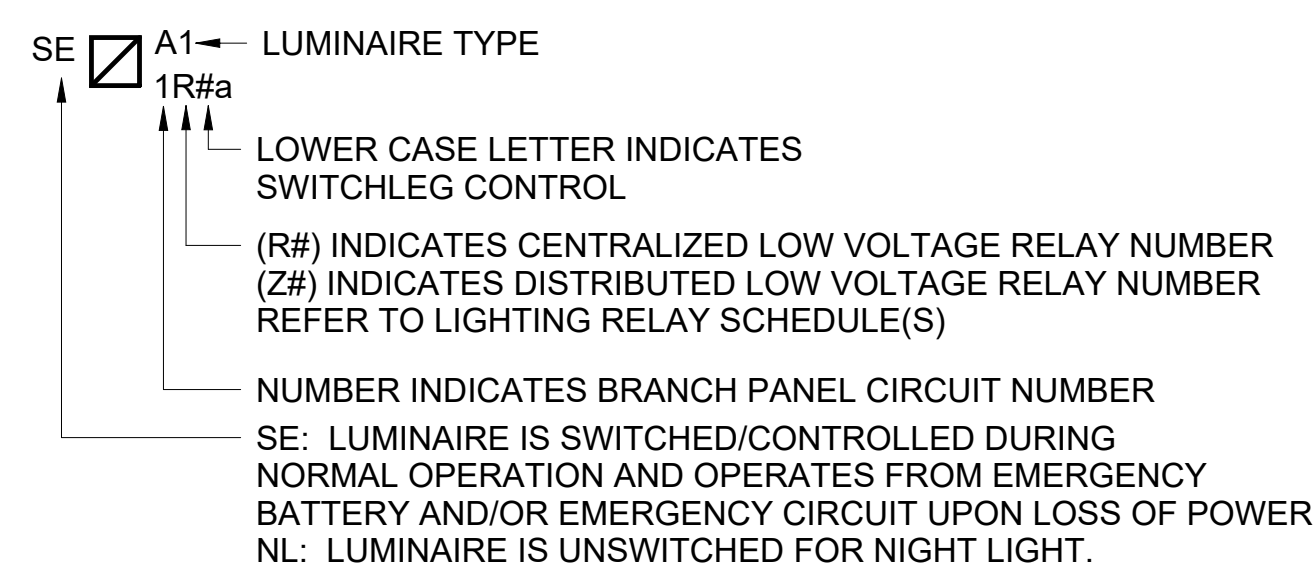 SE A1 LUMINAIRE TYPE
1R#a
LOWER CASE LETTER INDICATES
SWITCHLEG CONTROL
(R#) INDICATES CENTRALIZED LOW VOLTAGE RELAY NUMBER
(Z#) INDICATES DISTRIBUTED LOW VOLTAGE RELAY NUMBER
REFER TO LIGHTING RELAY SCHEDULE(S)
NUMBER INDICATES BRANCH PANEL CIRCUIT NUMBER
SE: LUMINAIRE IS SWITCHED/CONTROLLED DURING
NORMAL OPERATION AND OPERATES FROM EMERGENCY
BATTERY AND/OR EMERGENCY CIRCUIT UPON LOSS OF POWER
NL: LUMINAIRE IS UNSWITCHED FOR NIGHT LIGHT.